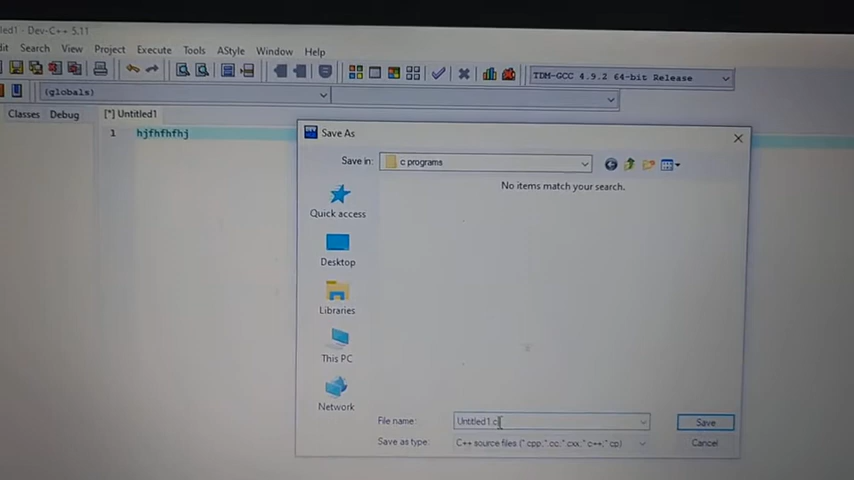 led1 - Dev-C++ 5.11
dit Search View Project Execute Tools AStyle Window Help
TDM-GCC 4.9.2 64-bit Release
(globals)
Classes Debug [*] Untitled1
1 hjfhfhfhj
Save As
Save in: c programs
No items match your search.
Quick access
Desktop
Libraries
This PC
Network
File name: Untitled1.c
Save
Save as type: C++ source files (*.cpp;*.cc;*.cxx;*.c++;*.cp)
Cancel